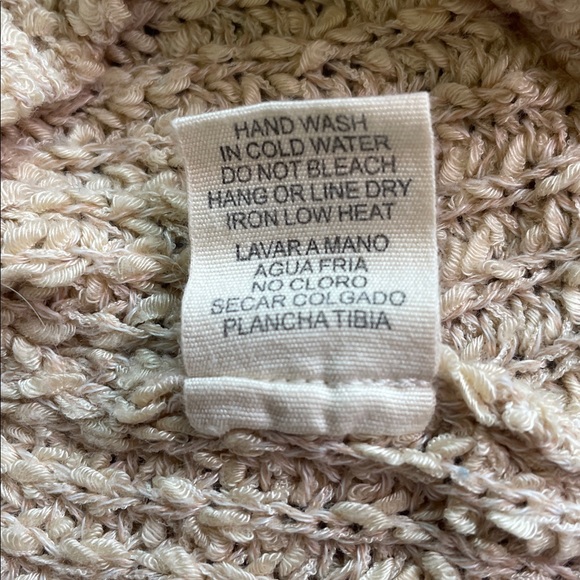 HAND WASH
IN COLD WATER
DO NOT BLEACH
HANG OR LINE DRY
IRON LOW HEAT
LAVAR A MANO
AGUA FRIA
NO CLORO
SECAR COLGADO
PLANCHA TIBIA